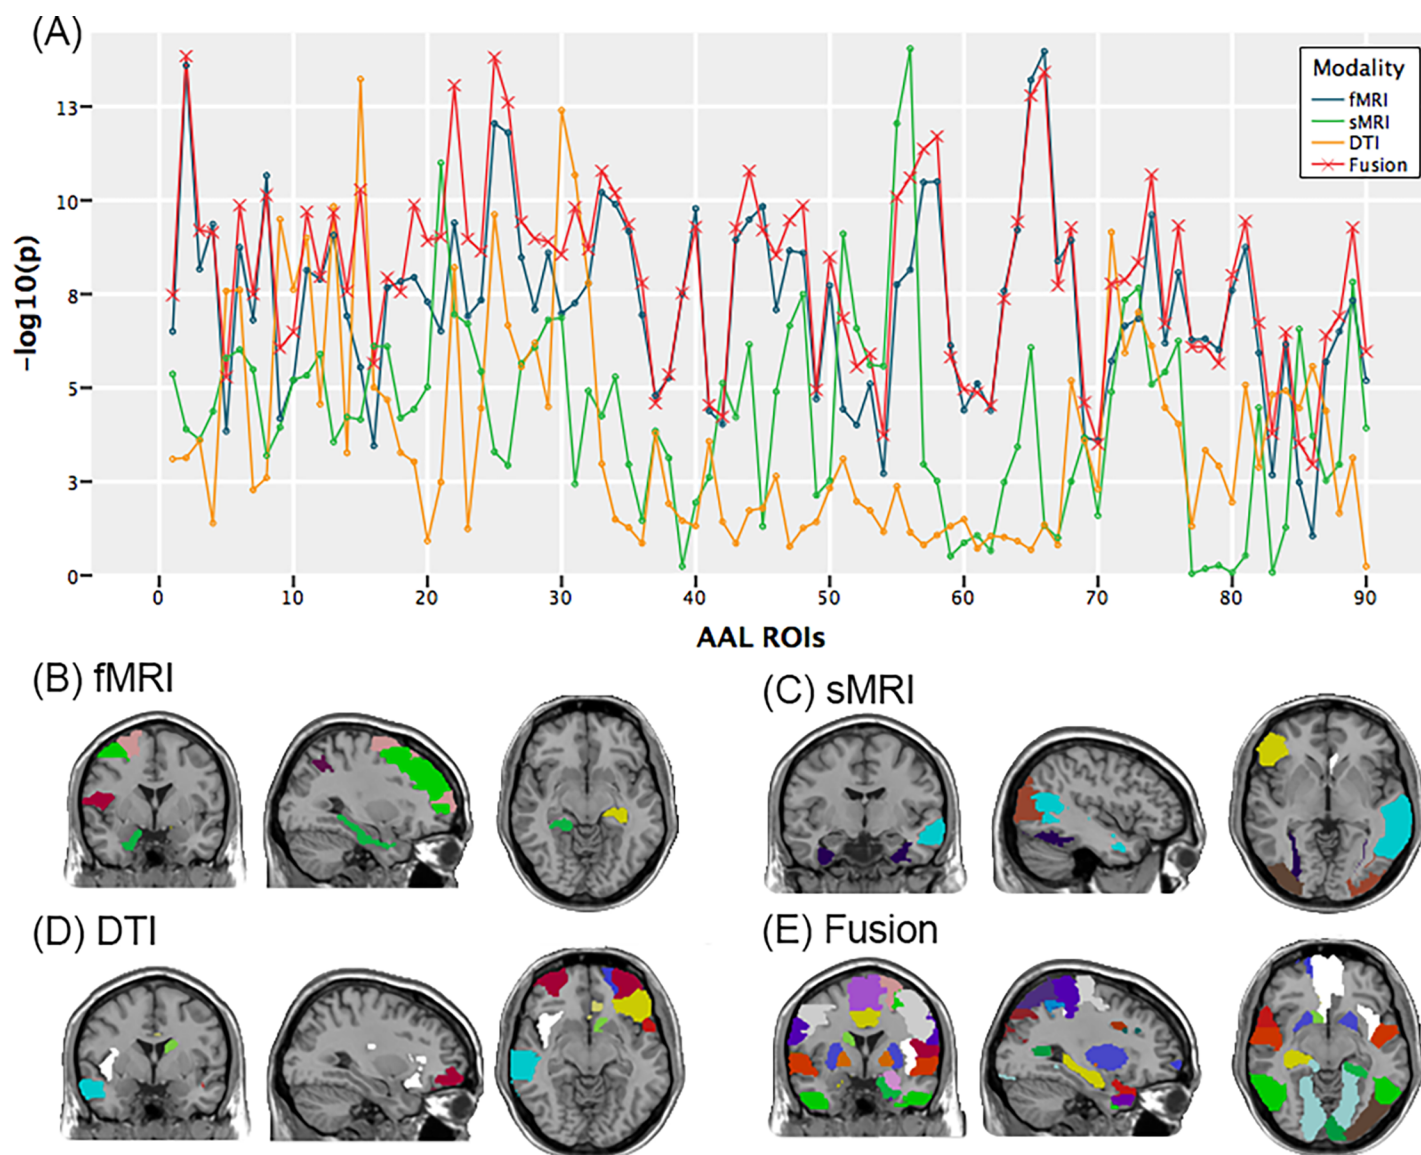 (A)
Modality
fMRI
sMRI
DTI
Fusion
−log10(p)
13
10
8
5
3
0
0 10 20 30 40 50 60 70 80 90
AAL ROIs
(B) fMRI
(C) sMRI
(D) DTI
(E) Fusion